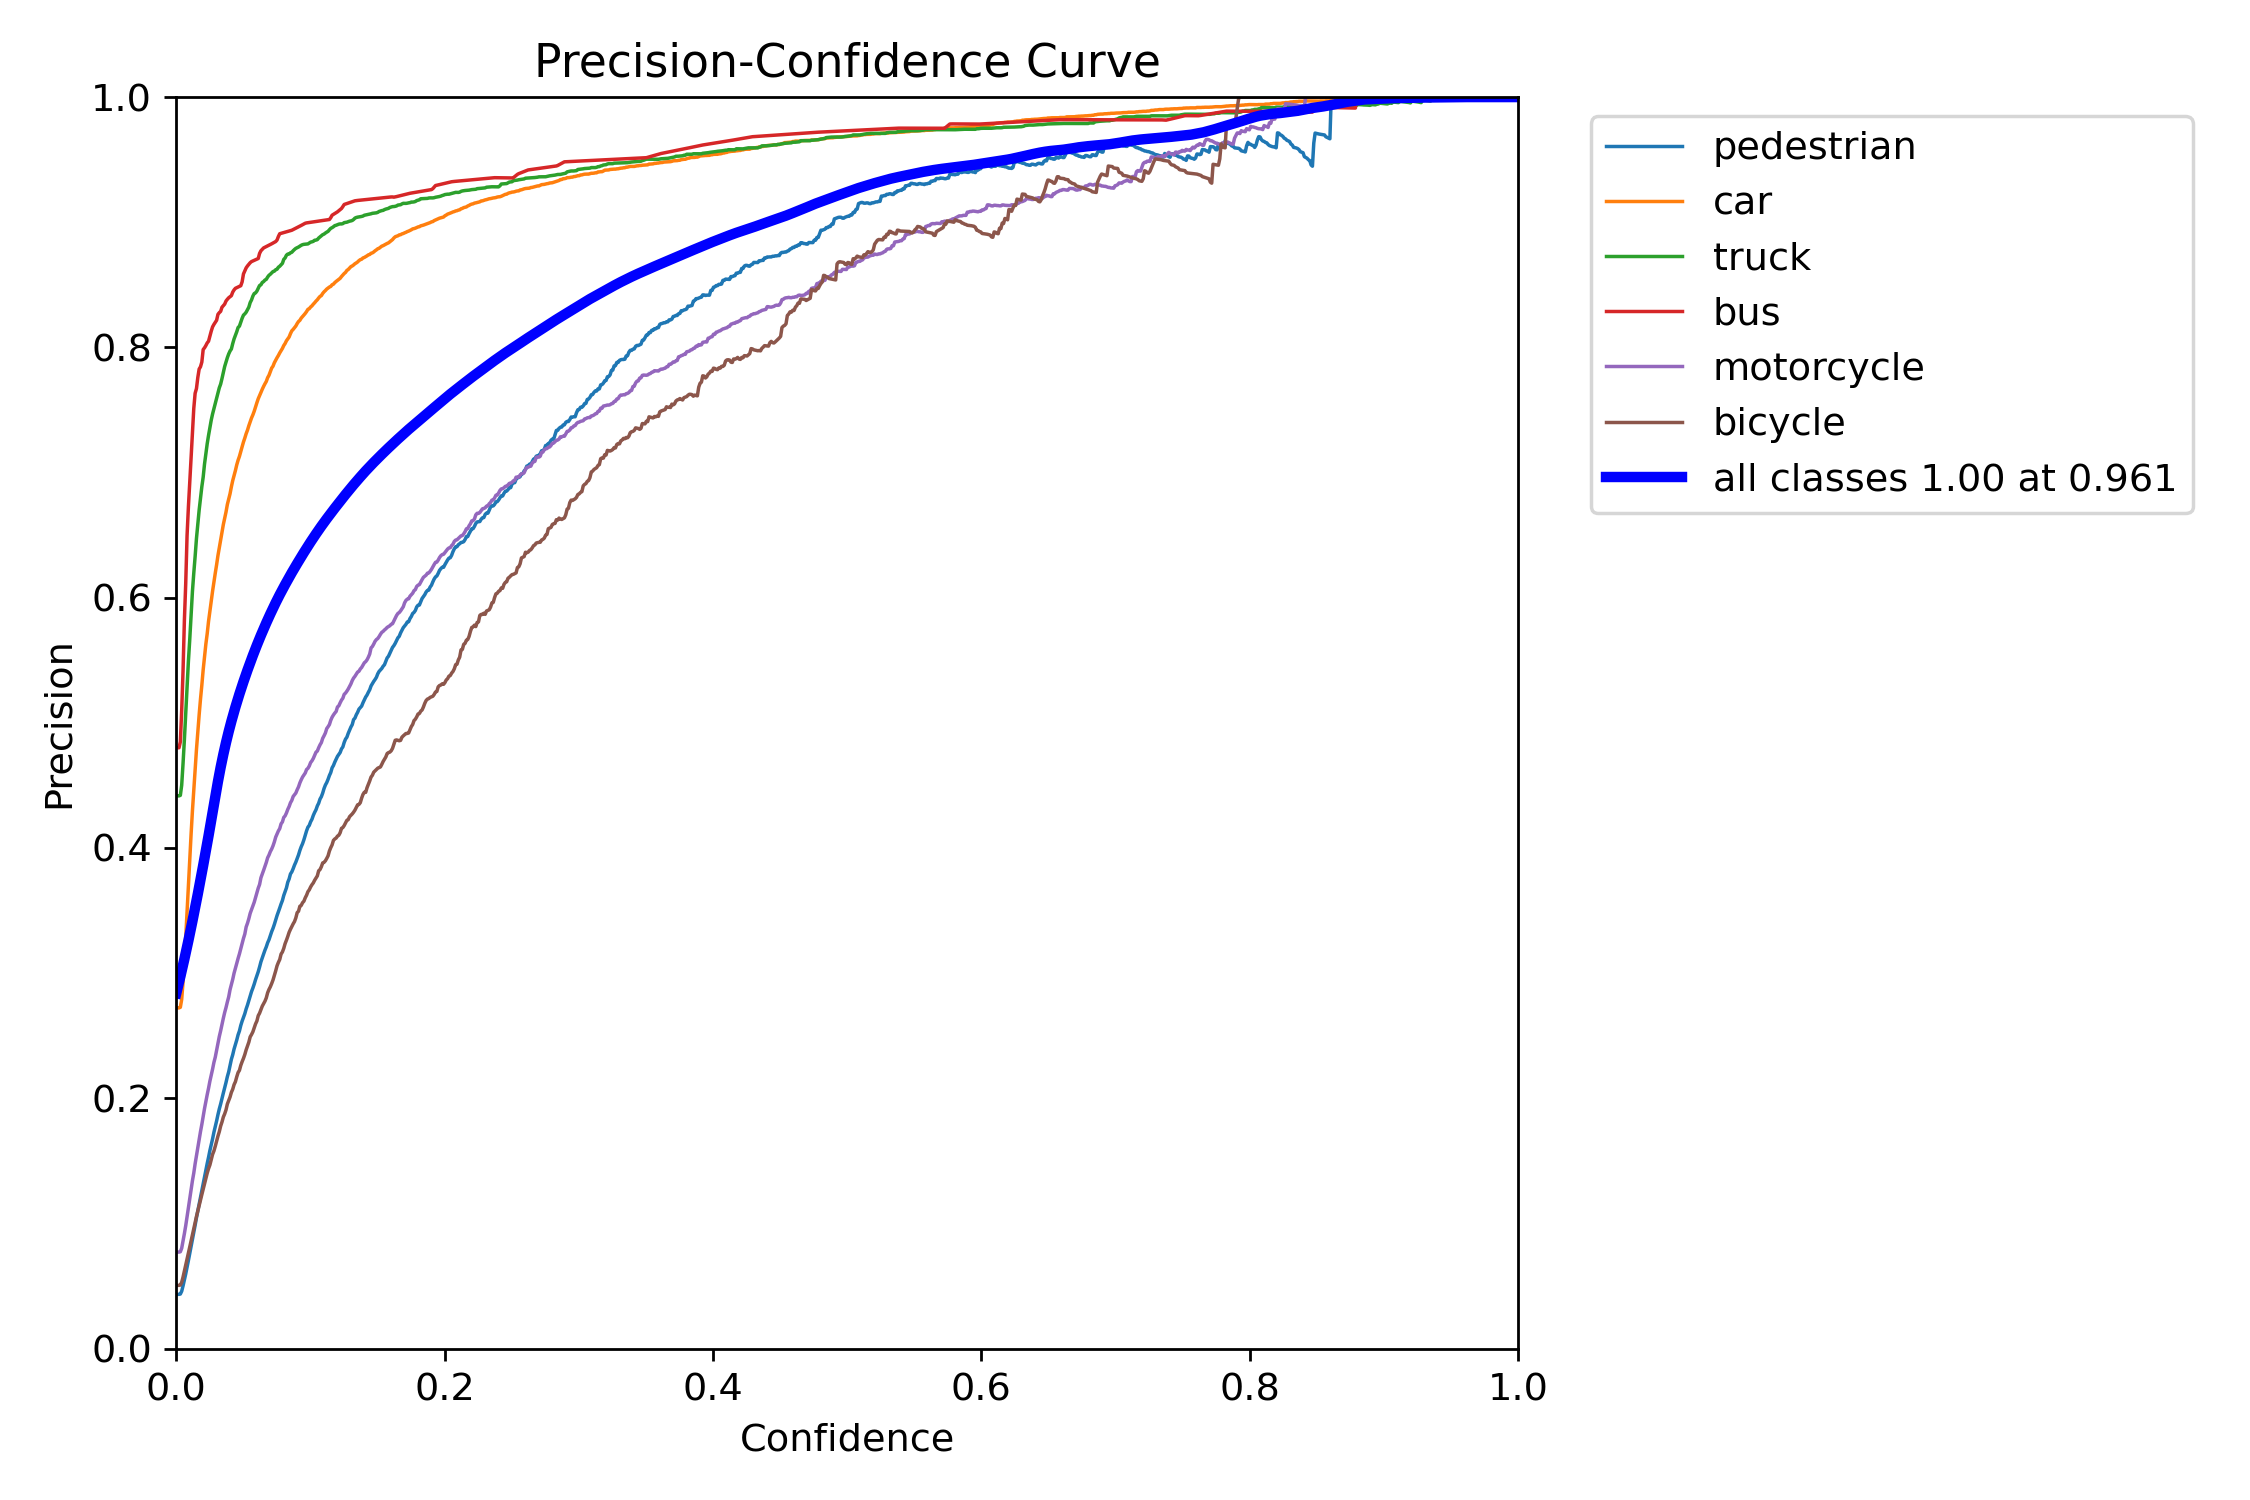 Precision-Confidence Curve
1.0
0.8
0.6
0.4
0.2
0.0
Precision
0.0 0.2 0.4 0.6 0.8 1.0
Confidence
pedestrian
car
truck
bus
motorcycle
bicycle
all classes 1.00 at 0.961